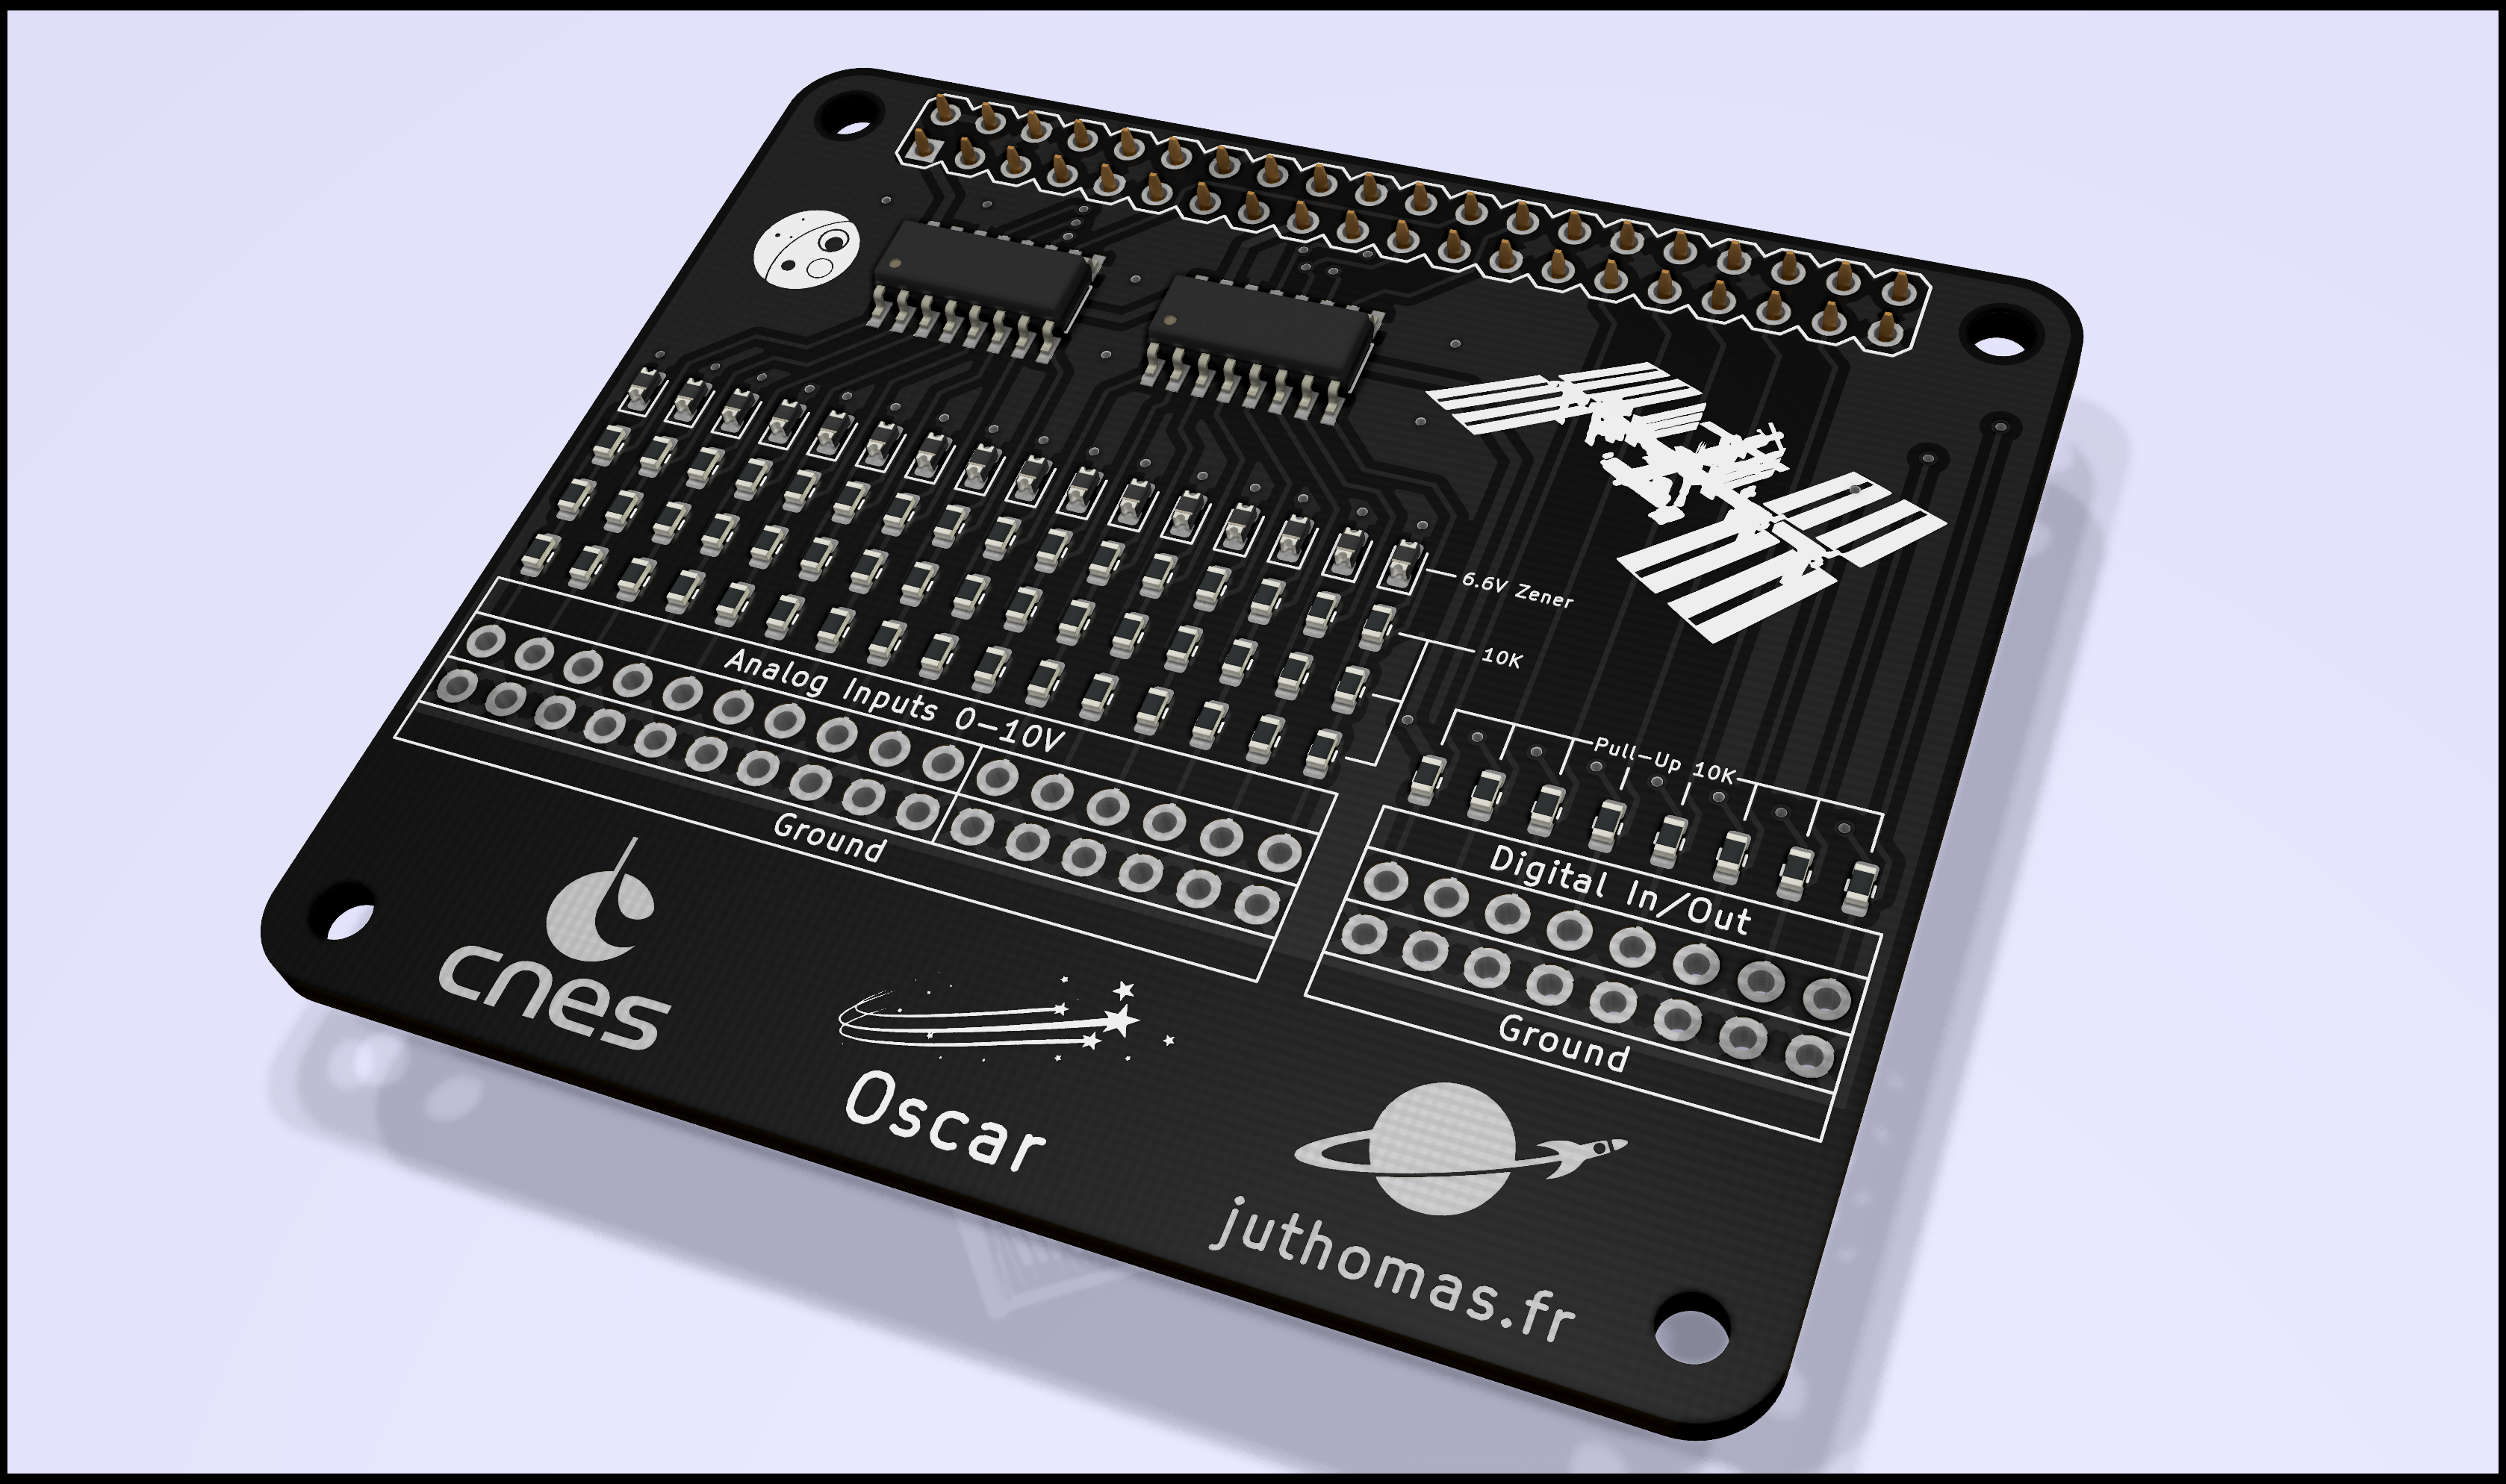 6.6V Zener
10K
Analog Inputs 0-10V
Ground
Pull-Up 10K
Digital In/Out
Ground
cnes
Oscar
juthomas.fr